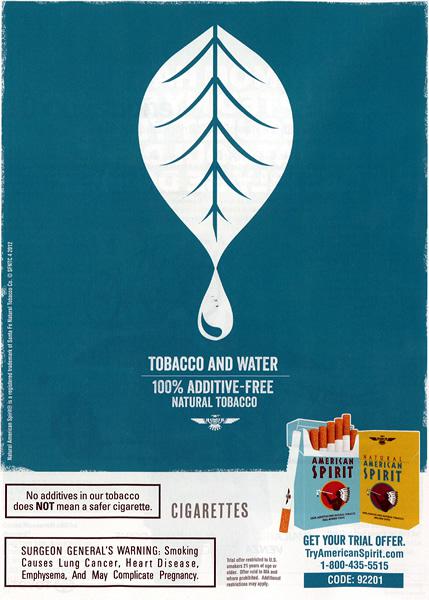 TOBACCO AND WATER
100% ADDITIVE-FREE
NATURAL TOBACCO
Natural American Spirit® is a registered trademark of Santa Fe Natural Tobacco Co. © SFNTC 4 2012
No additives in our tobacco
does NOT mean a safer cigarette.
CIGARETTES
SURGEON GENERAL'S WARNING: Smoking
Causes Lung Cancer, Heart Disease,
Emphysema, And May Complicate Pregnancy.
Trial offer restricted to U.S.
smokers 21 years of age or
older. Offer void in MA and
where prohibited. Additional
restrictions may apply.
AMERICAN
SPIRIT
NATURAL
AMERICAN
SPIRIT
GET YOUR TRIAL OFFER.
TryAmericanSpirit.com
1-800-435-5515
CODE: 92201